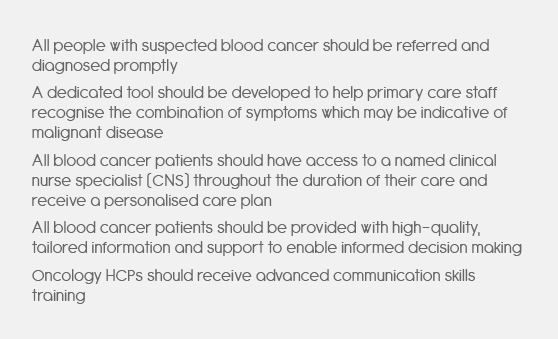 All people with suspected blood cancer should be referred and
diagnosed promptly
A dedicated tool should be developed to help primary care staff
recognise the combination of symptoms which may be indicative of
malignant disease
All blood cancer patients should have access to a named clinical
nurse specialist (CNS) throughout the duration of their care and
receive a personalised care plan
All blood cancer patients should be provided with high-quality,
tailored information and support to enable informed decision making
Oncology HCPs should receive advanced communication skills
training